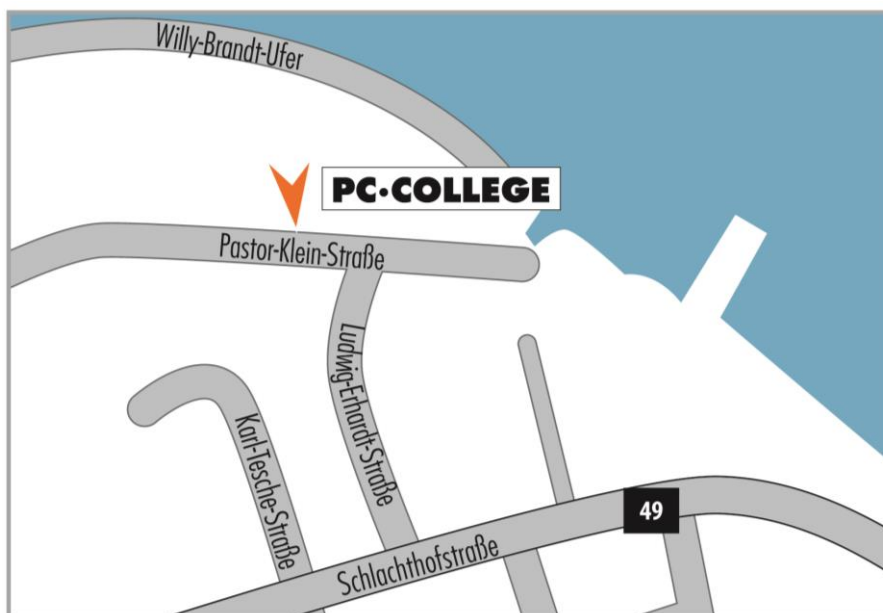 Willy-Brandt-Ufer
PC•COLLEGE
Pastor-Klein-Straße
Ludwig-Erhardt-Straße
Karl-Tesche-Straße
49
Schlachthofstraße